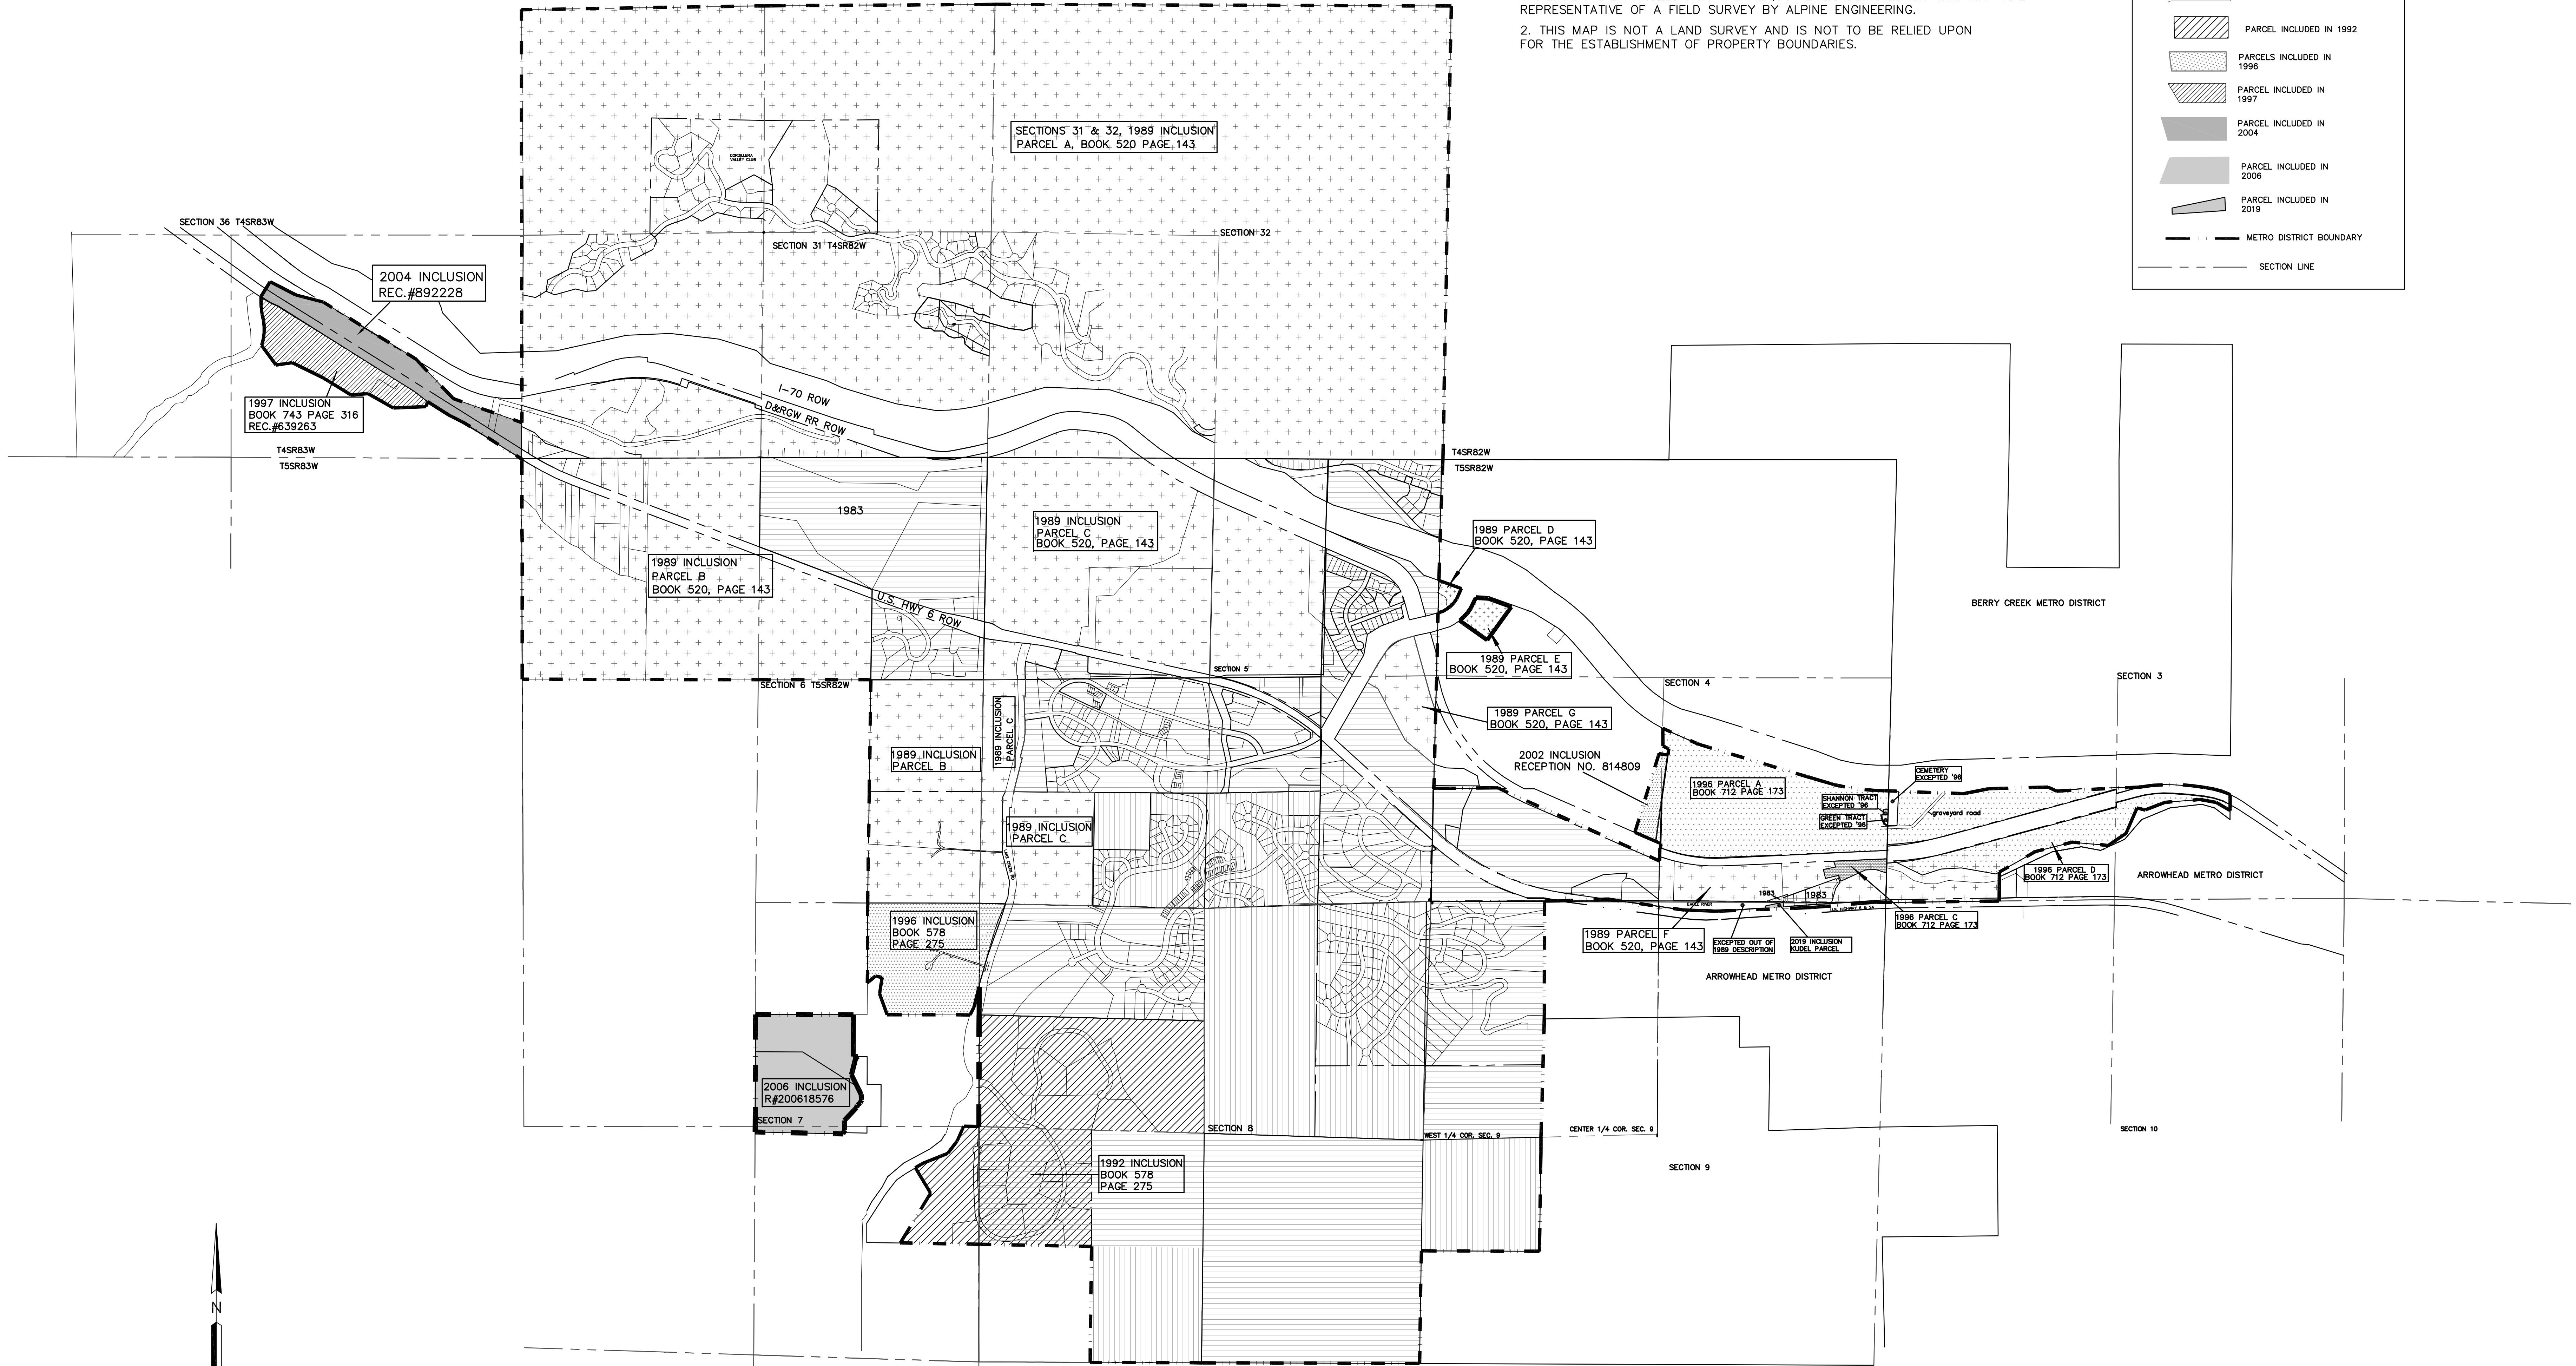 REPRESENTATIVE OF A FIELD SURVEY BY ALPINE ENGINEERING.
2. THIS MAP IS NOT A LAND SURVEY AND IS NOT TO BE RELIED UPON
FOR THE ESTABLISHMENT OF PROPERTY BOUNDARIES.
PARCEL INCLUDED IN 1992
PARCELS INCLUDED IN
1996
PARCEL INCLUDED IN
1997
PARCEL INCLUDED IN
2004
PARCEL INCLUDED IN
2006
PARCEL INCLUDED IN
2019
METRO DISTRICT BOUNDARY
SECTION LINE
SECTIONS 31 & 32, 1989 INCLUSION
PARCEL A, BOOK 520 PAGE 143
CORDILLERA
VALLEY CLUB
SECTION 36 T4SR83W
SECTION 31 T4SR82W
SECTION 32
2004 INCLUSION
REC.#892228
1997 INCLUSION
BOOK 743 PAGE 316
REC.#639263
I-70 ROW
D&RGW RR ROW
T4SR83W
T5SR83W
T4SR82W
T5SR82W
1983
1989 INCLUSION
PARCEL C
BOOK 520, PAGE 143
1989 PARCEL D
BOOK 520, PAGE 143
1989 INCLUSION
PARCEL B
BOOK 520, PAGE 143
U.S. HWY 6 ROW
BERRY CREEK METRO DISTRICT
1989 PARCEL E
BOOK 520, PAGE 143
SECTION 5
SECTION 6 T5SR82W
SECTION 4
SECTION 3
1989 INCLUSION
PARCEL C
1989 PARCEL G
BOOK 520, PAGE 143
1989 INCLUSION
PARCEL B
2002 INCLUSION
RECEPTION NO. 814809
1996 PARCEL A
BOOK 712 PAGE 173
CEMETERY
EXCEPTED '96
SHANNON TRACT
EXCEPTED '96
GREEN TRACT
EXCEPTED '96
graveyard road
1989 INCLUSION
PARCEL C
LAKE CREEK RD
1996 PARCEL D
BOOK 712 PAGE 173
ARROWHEAD METRO DISTRICT
1983
1983
EAGLE RIVER
U.S. HIGHWAY 6 & 24
1996 INCLUSION
BOOK 578
PAGE 275
1989 PARCEL F
BOOK 520, PAGE 143
EXCEPTED OUT OF
1989 DESCRIPTION
2019 INCLUSION
KUDEL PARCEL
1996 PARCEL C
BOOK 712 PAGE 173
ARROWHEAD METRO DISTRICT
2006 INCLUSION
R#200618576
SECTION 7
SECTION 8
WEST 1/4 COR. SEC. 9
CENTER 1/4 COR. SEC. 9
SECTION 10
1992 INCLUSION
BOOK 578
PAGE 275
SECTION 9
N